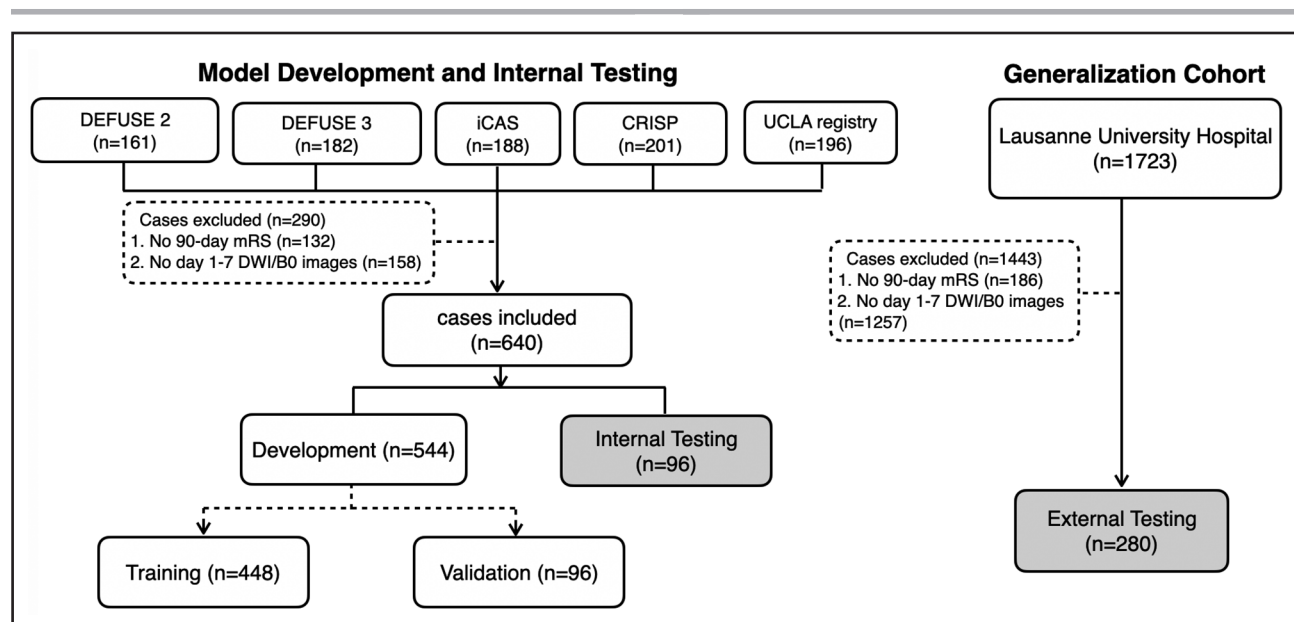 Model Development and Internal Testing
DEFUSE 2
(n=161)
DEFUSE 3
(n=182)
iCAS
(n=188)
CRISP
(n=201)
UCLA registry
(n=196)
Cases excluded (n=290)
1. No 90-day mRS (n=132)
2. No day 1-7 DWI/B0 images (n=158)
cases included
(n=640)
Development (n=544)
Internal Testing
(n=96)
Training (n=448)
Validation (n=96)
Generalization Cohort
Lausanne University Hospital
(n=1723)
Cases excluded (n=1443)
1. No 90-day mRS (n=186)
2. No day 1-7 DWI/B0 images
(n=1257)
External Testing
(n=280)